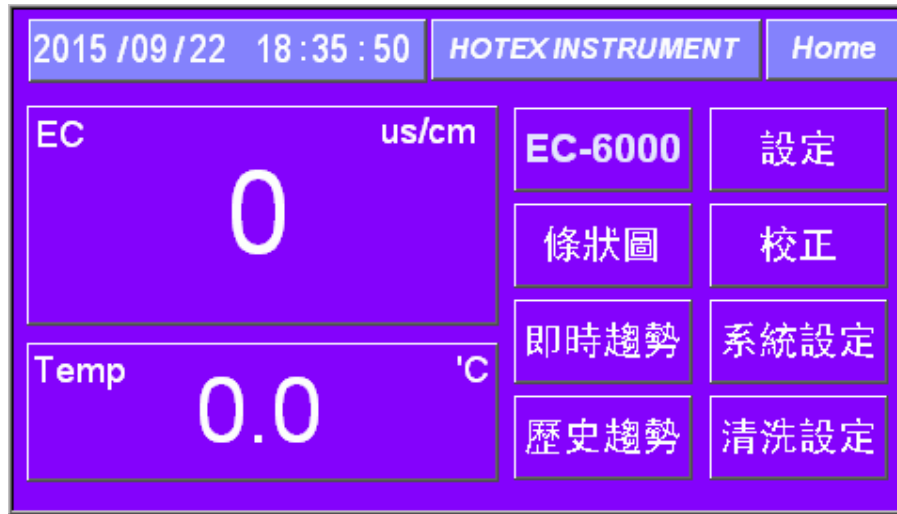 2015 /09/22 18:35:50 HOTEX INSTRUMENT Home
EC us/cm
0
Temp 'C
0.0
EC-6000 設定
條狀圖 校正
即時趨勢 系統設定
歷史趨勢 清洗設定